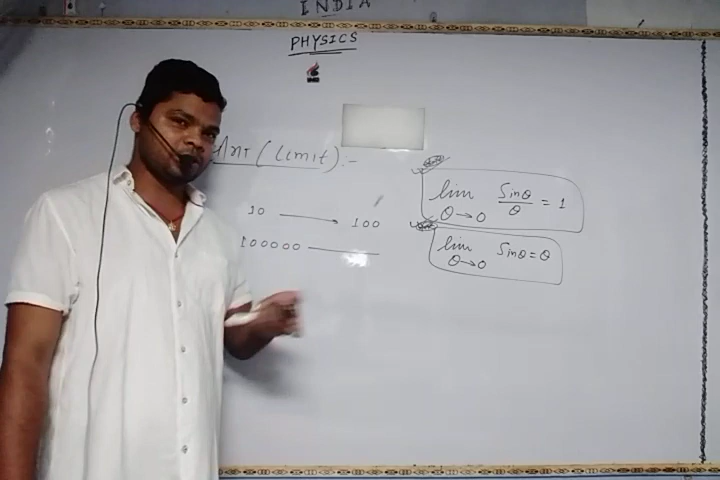 INDIA
PHYSICS
(Limit):-
10 → 100
100000 —
lim θ→0 Sinθ/θ = 1
lim θ→0 Sinθ = θ